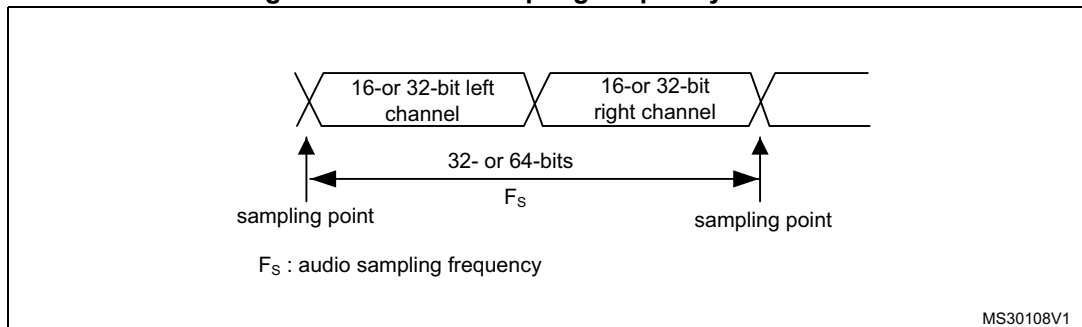 16-or 32-bit left
channel
16-or 32-bit
right channel
32- or 64-bits
FS
sampling point
sampling point
FS : audio sampling frequency
MS30108V1